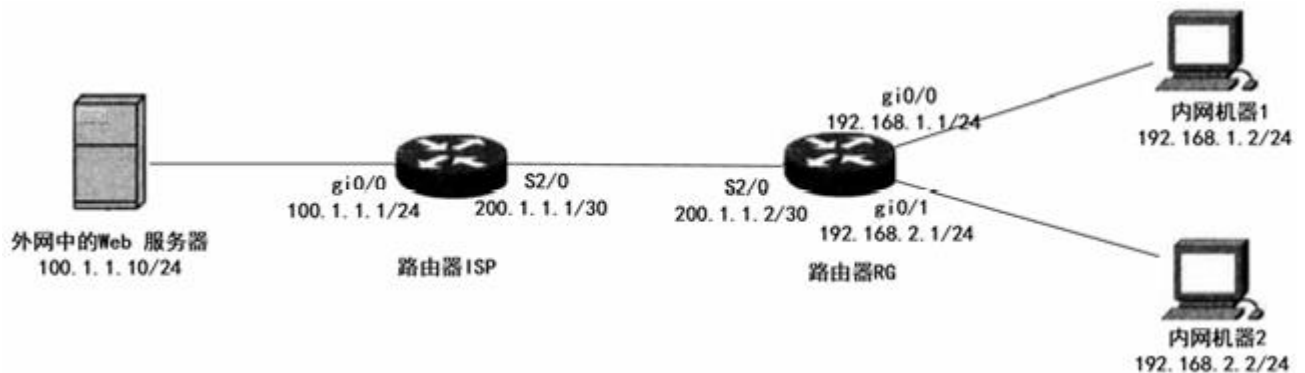 外网中的Web 服务器
100.1.1.10/24
gi0/0
100.1.1.1/24
S2/0
200.1.1.1/30
路由器ISP
S2/0
200.1.1.2/30
gi0/0
192.168.1.1/24
gi0/1
192.168.2.1/24
路由器RG
内网机器1
192.168.1.2/24
内网机器2
192.168.2.2/24